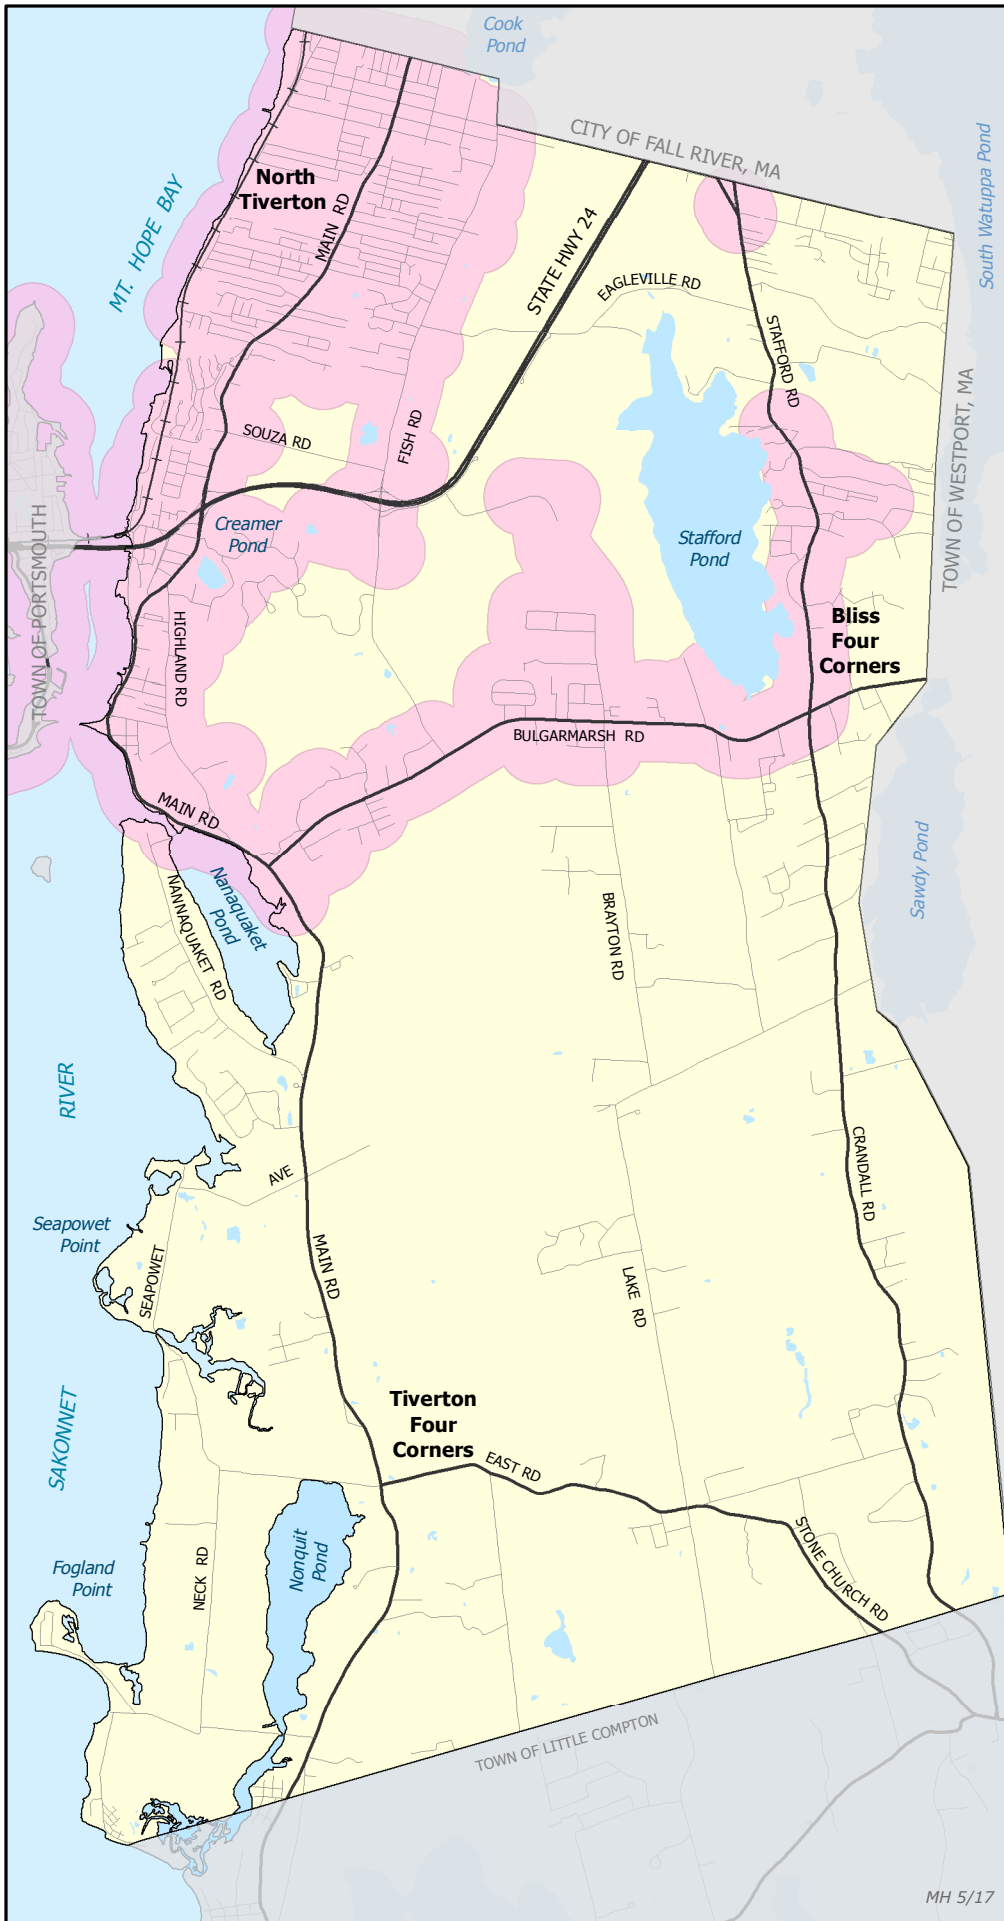 Cook
Pond
CITY OF FALL RIVER, MA
South Watuppa Pond
North
Tiverton
MAIN RD
MT. HOPE BAY
STATE HWY 24
EAGLEVILLE RD
STAFFORD RD
TOWN OF WESTPORT, MA
SOUZA RD
FISH RD
Creamer
Pond
Stafford
Pond
TOWN OF PORTSMOUTH
HIGHLAND RD
Bliss
Four
Corners
BULGARMARSH RD
MAIN RD
Nanaquaket
Pond
NANNAQUAKET RD
Sawdy Pond
BRAYTON RD
RIVER
AVE
CRANDALL RD
Seapowet
Point
SEAPOWET
MAIN RD
LAKE RD
SAKONNET
Tiverton
Four
Corners
EAST RD
Nonquit
Pond
STONE CHURCH RD
Fogland
Point
NECK RD
TOWN OF LITTLE COMPTON
MH 5/17